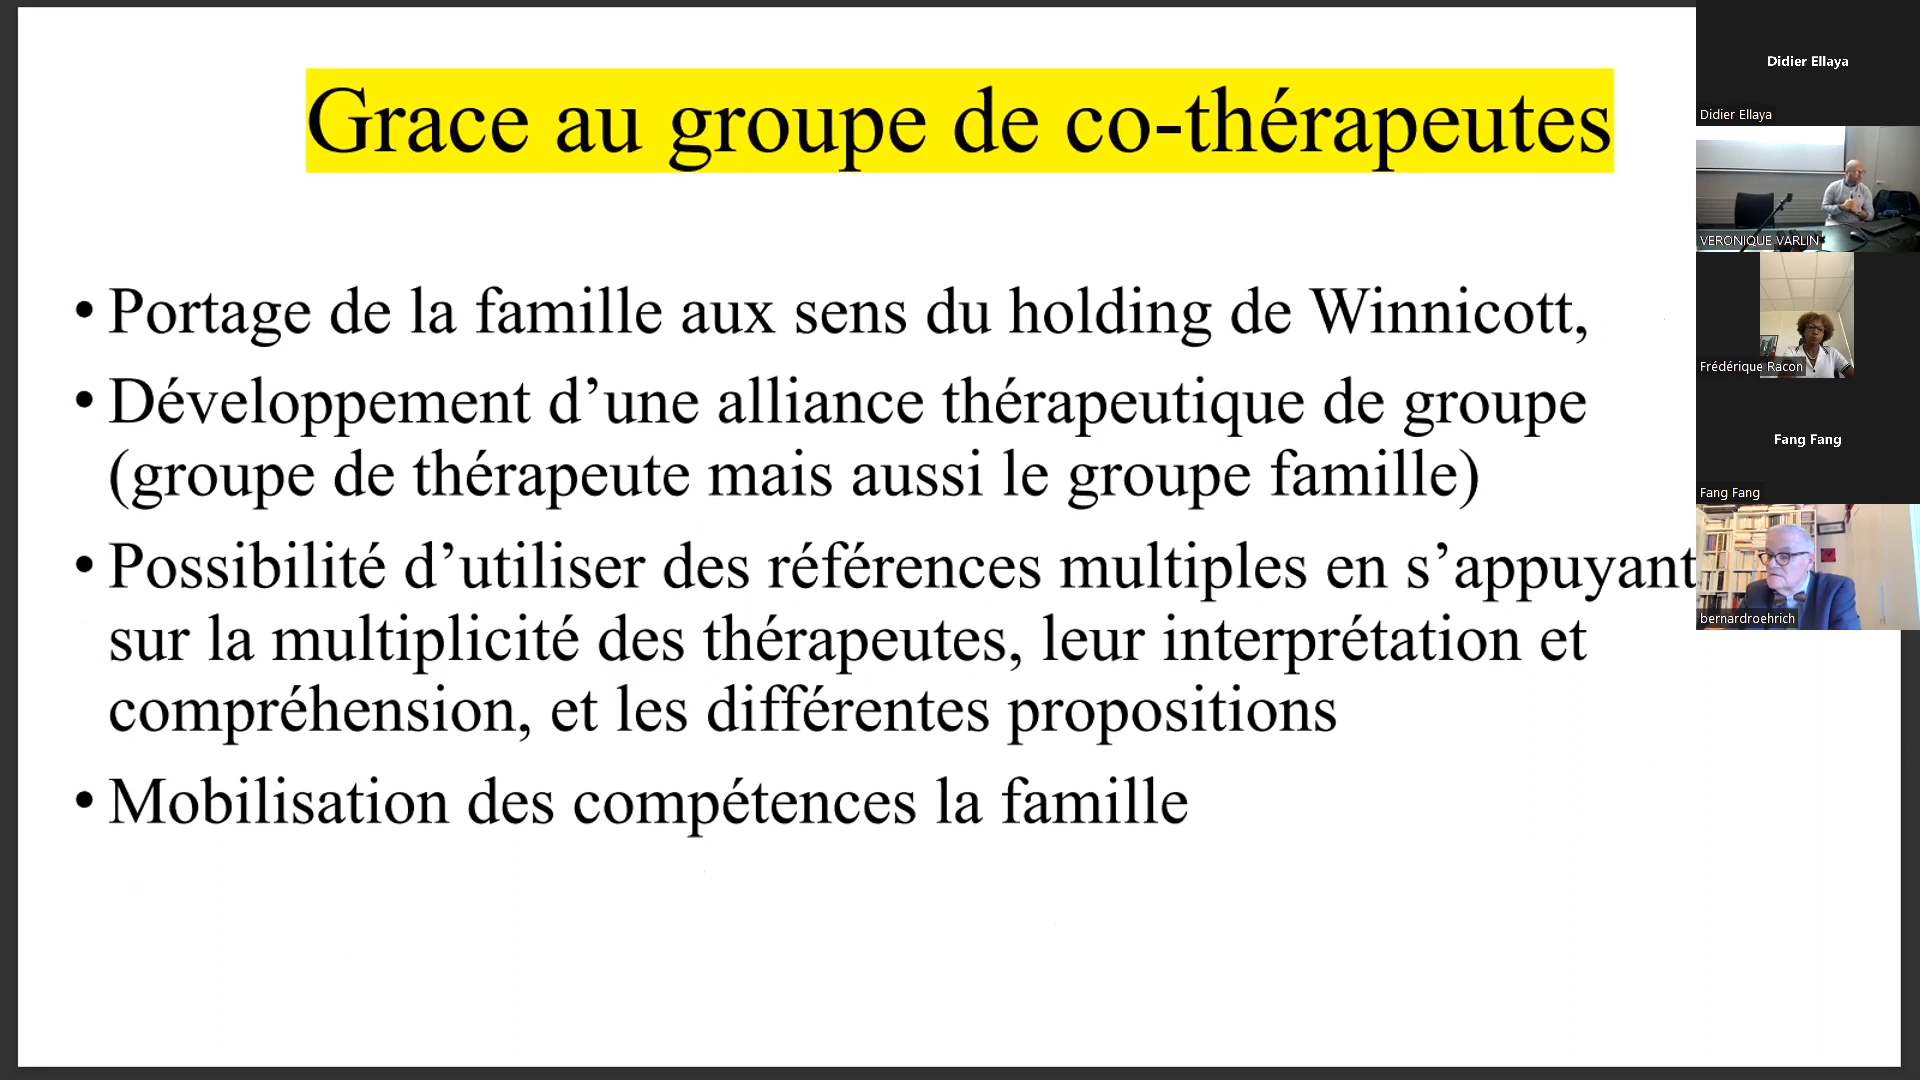 Grace au groupe de co-thérapeutes
• Portage de la famille aux sens du holding de Winnicott,
• Développement d’une alliance thérapeutique de groupe
(groupe de thérapeute mais aussi le groupe famille)
• Possibilité d’utiliser des références multiples en s’appuyant
sur la multiplicité des thérapeutes, leur interprétation et
compréhension, et les différentes propositions
• Mobilisation des compétences la famille
Didier Ellaya
Didier Ellaya
VERONIQUE VARLIN
Frédérique Racon
Fang Fang
Fang Fang
bernardroehrich